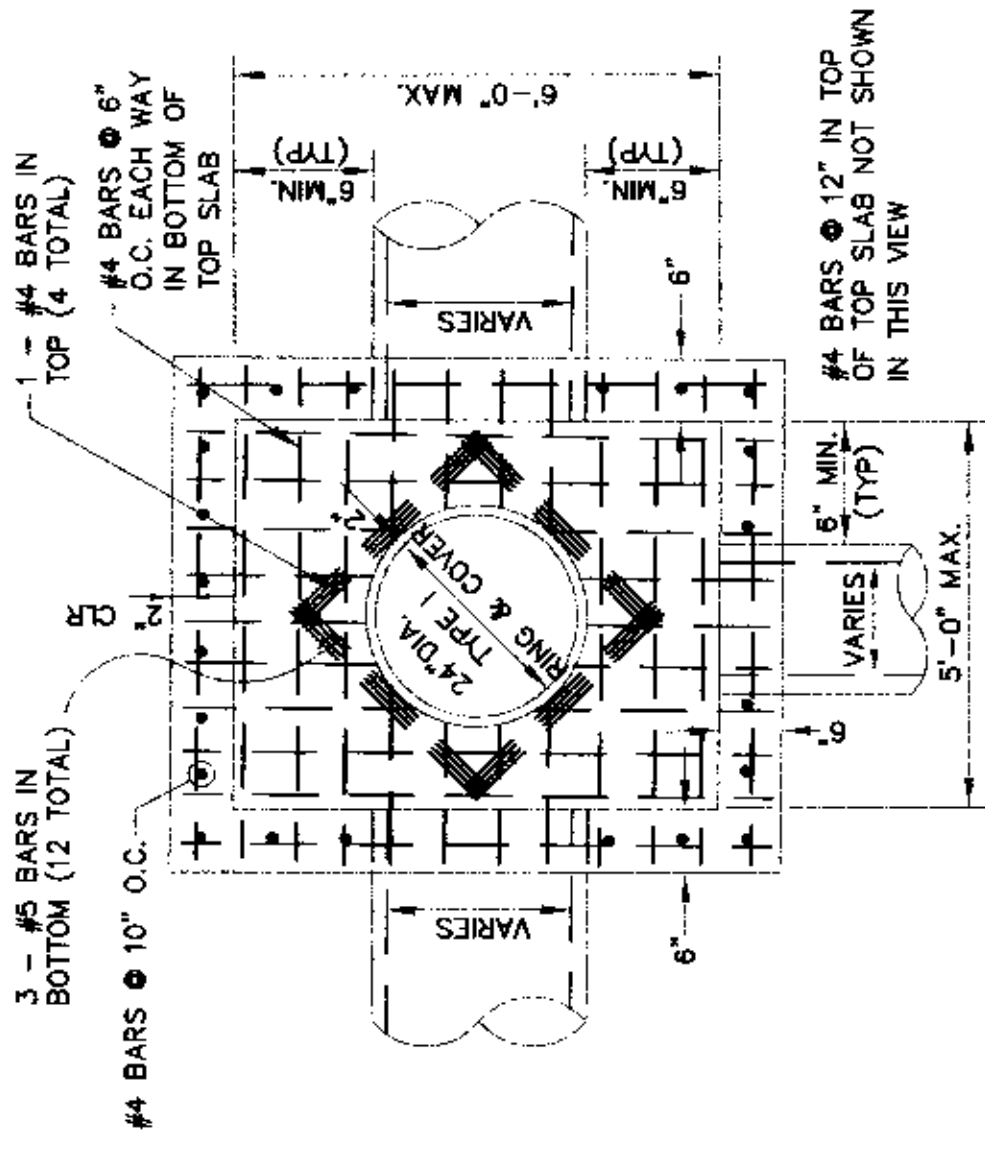 3 - #5 BARS IN
BOTTOM (12 TOTAL)
#4 BARS @ 10" O.C.
1 - #4 BARS IN
TOP (4 TOTAL)
#4 BARS @ 6"
O.C. EACH WAY
IN BOTTOM OF
TOP SLAB
2"
CLR
6"MIN.
(TYP)
6'-0" MAX.
6"MIN.
(TYP)
VARIES
6"
2"
24"DIA.
TYPE 1
RING & COVER
VARIES
6"
6"
6" MIN.
(TYP)
VARIES
5'-0" MAX.
#4 BARS @ 12" IN TOP
OF TOP SLAB NOT SHOWN
IN THIS VIEW